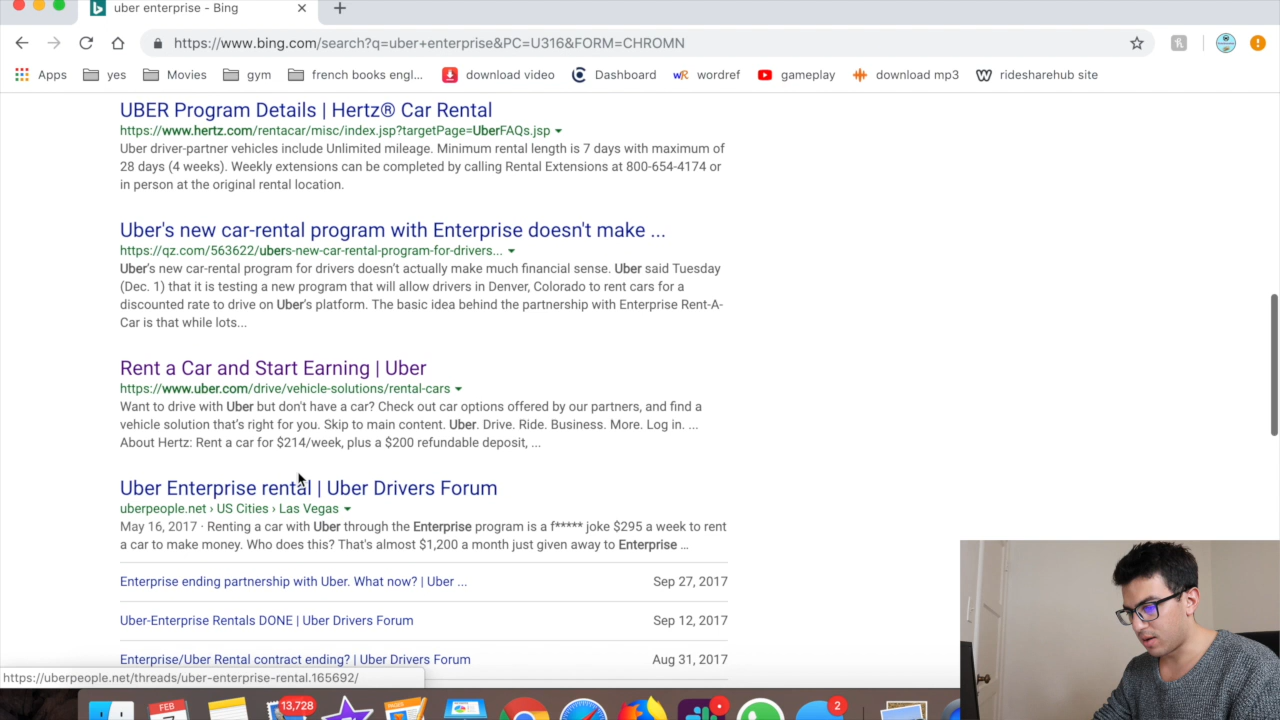 uber enterprise - Bing
https://www.bing.com/search?q=uber+enterprise&PC=U316&FORM=CHROMN
Apps yes Movies gym french books engl... download video Dashboard wordref gameplay download mp3 ridesharehub site
UBER Program Details | Hertz® Car Rental
https://www.hertz.com/rentacar/misc/index.jsp?targetPage=UberFAQs.jsp
Uber driver-partner vehicles include Unlimited mileage. Minimum rental length is 7 days with maximum of
28 days (4 weeks). Weekly extensions can be completed by calling Rental Extensions at 800-654-4174 or
in person at the original rental location.
Uber's new car-rental program with Enterprise doesn't make ...
https://qz.com/563622/ubers-new-car-rental-program-for-drivers...
Uber's new car-rental program for drivers doesn't actually make much financial sense. Uber said Tuesday
(Dec. 1) that it is testing a new program that will allow drivers in Denver, Colorado to rent cars for a
discounted rate to drive on Uber's platform. The basic idea behind the partnership with Enterprise Rent-A-
Car is that while lots...
Rent a Car and Start Earning | Uber
https://www.uber.com/drive/vehicle-solutions/rental-cars
Want to drive with Uber but don't have a car? Check out car options offered by our partners, and find a
vehicle solution that's right for you. Skip to main content. Uber. Drive. Ride. Business. More. Log in. ...
About Hertz: Rent a car for $214/week, plus a $200 refundable deposit, ...
Uber Enterprise rental | Uber Drivers Forum
uberpeople.net › US Cities › Las Vegas
May 16, 2017 · Renting a car with Uber through the Enterprise program is a f***** joke $295 a week to rent
a car to make money. Who does this? That's almost $1,200 a month just given away to Enterprise ...
Enterprise ending partnership with Uber. What now? | Uber ... Sep 27, 2017
Uber-Enterprise Rentals DONE | Uber Drivers Forum Sep 12, 2017
Enterprise/Uber Rental contract ending? | Uber Drivers Forum Aug 31, 2017
https://uberpeople.net/threads/uber-enterprise-rental.165692/
FEB 13,728 2